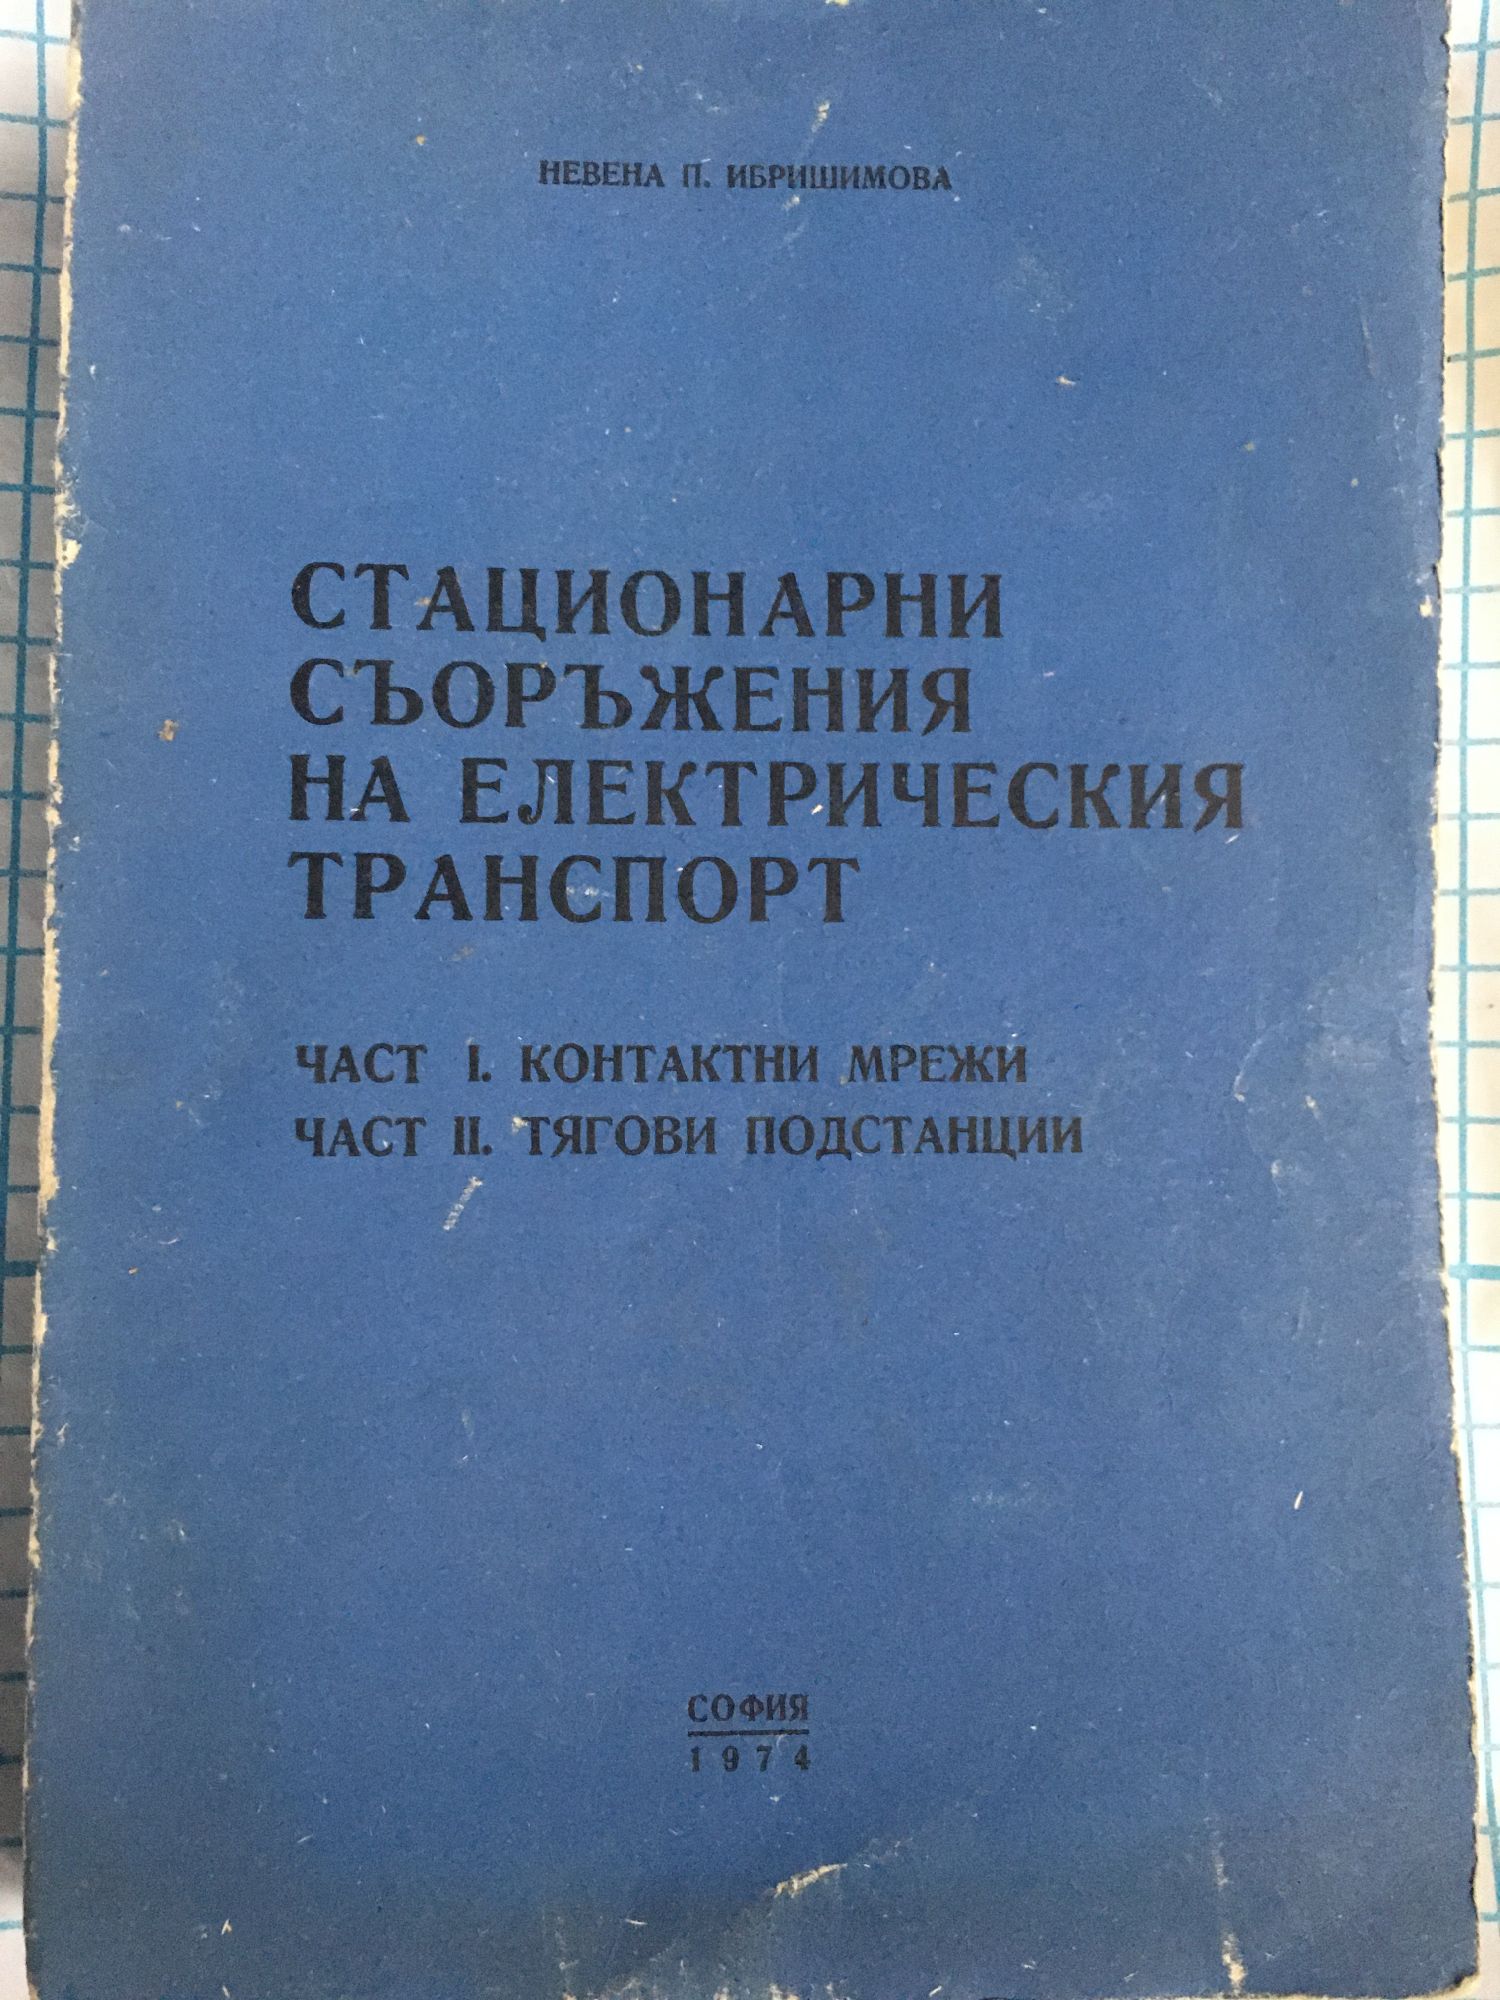 НЕВЕНА П. ИБРИШИМОВА
СТАЦИОНАРНИ
СЪОРЪЖЕНИЯ
НА ЕЛЕКТРИЧЕСКИЯ
ТРАНСПОРТ
ЧАСТ I. КОНТАКТНИ МРЕЖИ
ЧАСТ II. ТЯГОВИ ПОДСТАНЦИИ
СОФИЯ
1974